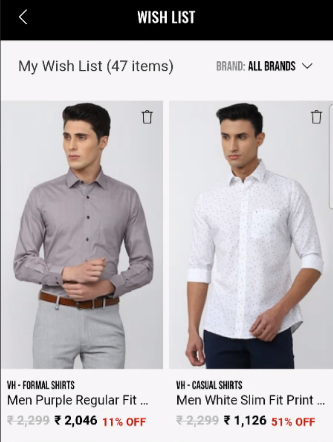 WISH LIST
My Wish List (47 items)
BRAND: ALL BRANDS
VH - FORMAL SHIRTS
Men Purple Regular Fit ...
₹ 2,299 ₹ 2,046 11% OFF
VH - CASUAL SHIRTS
Men White Slim Fit Print ...
₹ 2,299 ₹ 1,126 51% OFF